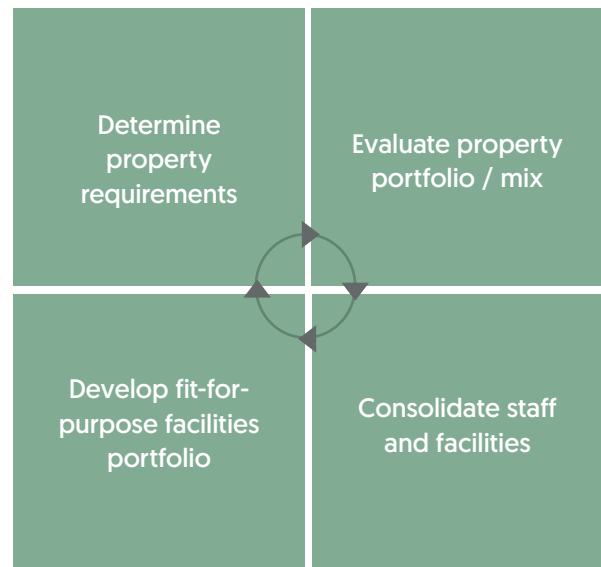 Determine
property
requirements
Evaluate property
portfolio / mix
Develop fit-for-
purpose facilities
portfolio
Consolidate staff
and facilities